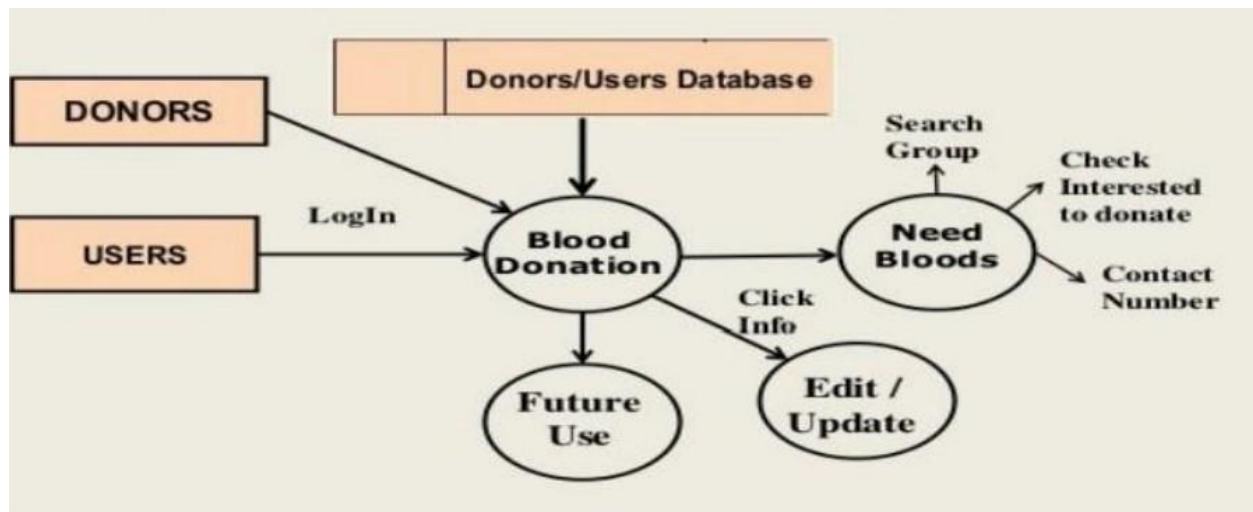 Donors/Users Database
DONORS
USERS
LogIn
Blood
Donation
Need
Bloods
Search
Group
Check
Interested
to donate
Contact
Number
Click
Info
Future
Use
Edit /
Update